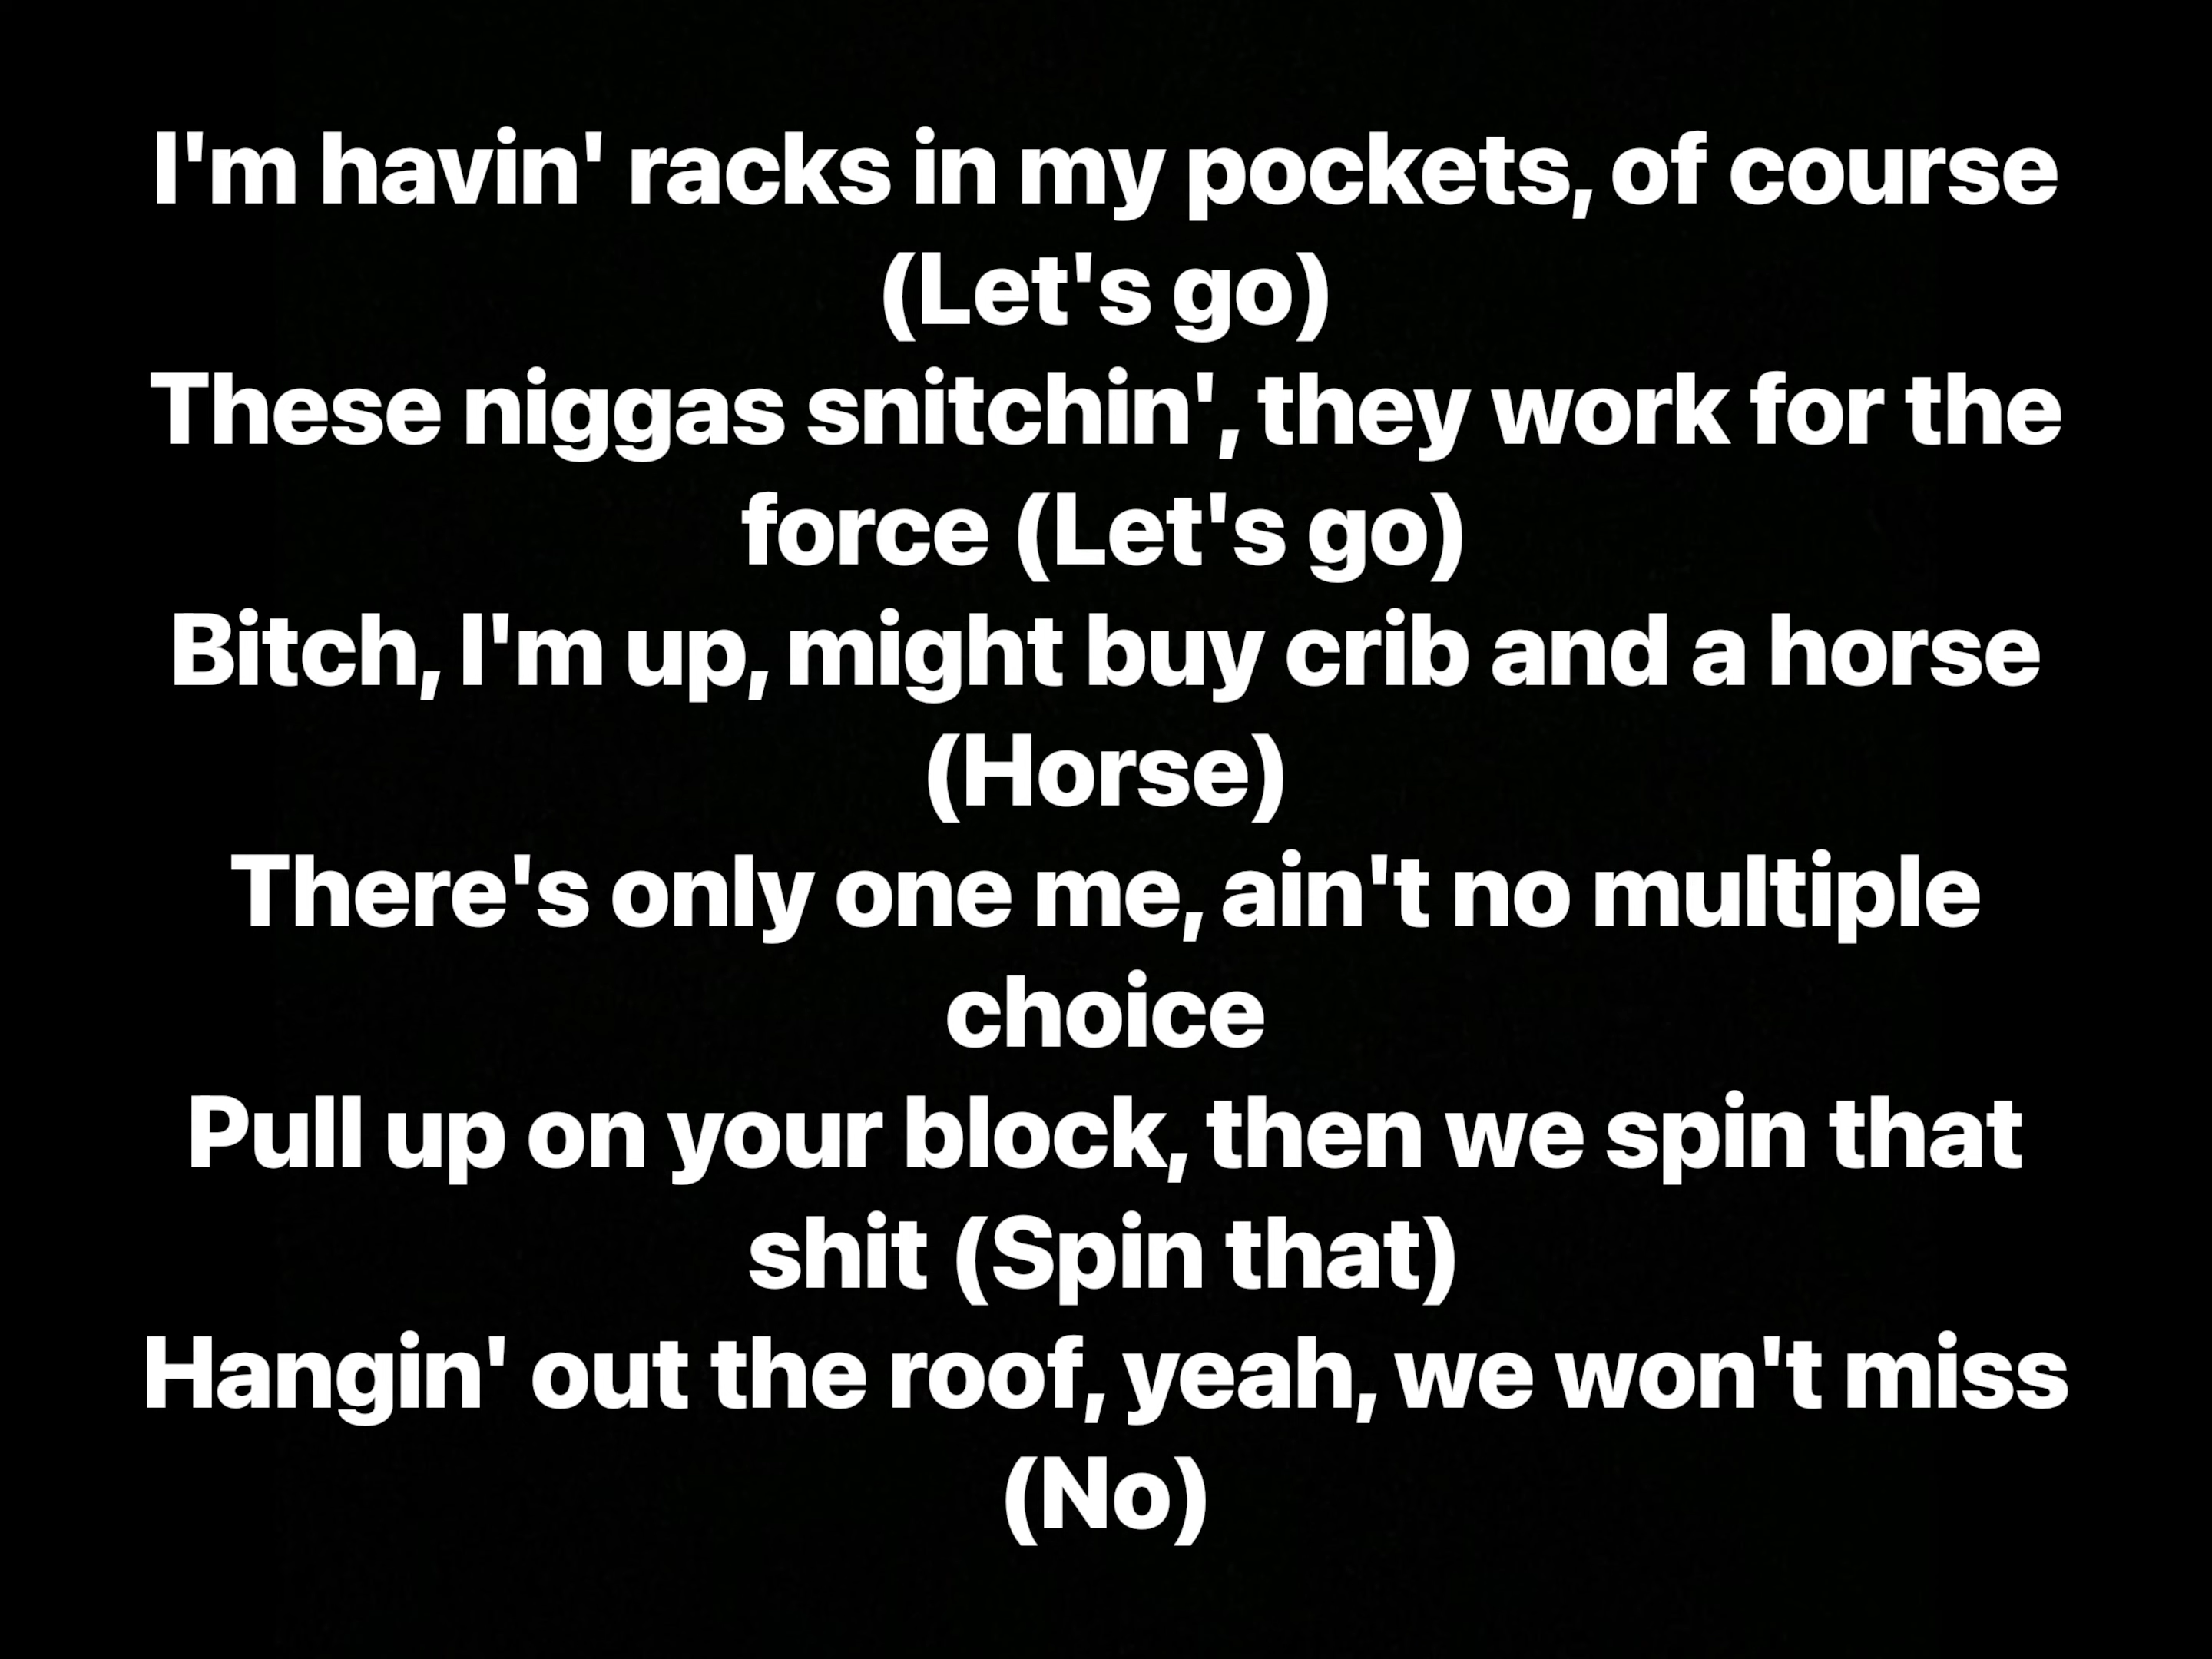 I'm havin' racks in my pockets, of course
(Let's go)
These niggas snitchin', they work for the
force (Let's go)
Bitch, I'm up, might buy crib and a horse
(Horse)
There's only one me, ain't no multiple
choice
Pull up on your block, then we spin that
shit (Spin that)
Hangin' out the roof, yeah, we won't miss
(No)